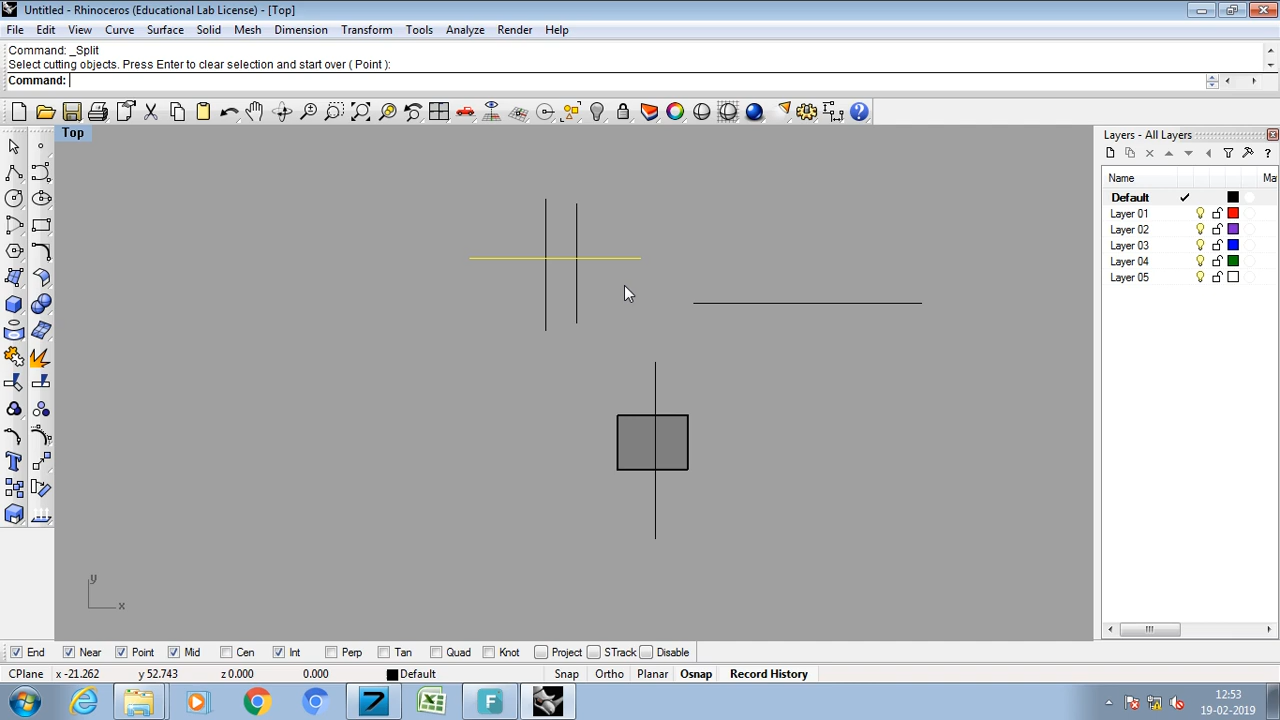 Untitled - Rhinoceros (Educational Lab License) - [Top]
File Edit View Curve Surface Solid Mesh Dimension Transform Tools Analyze Render Help
Command: _Split
Select cutting objects. Press Enter to clear selection and start over ( Point ):
Command:
Top
Layers - All Layers
Name Ma
Default
Layer 01
Layer 02
Layer 03
Layer 04
Layer 05
y
x
End Near Point Mid Cen Int Perp Tan Quad Knot Project STrack Disable
CPlane x -21.262 y 52.743 z 0.000 0.000 Default Snap Ortho Planar Osnap Record History
12:53
19-02-2019